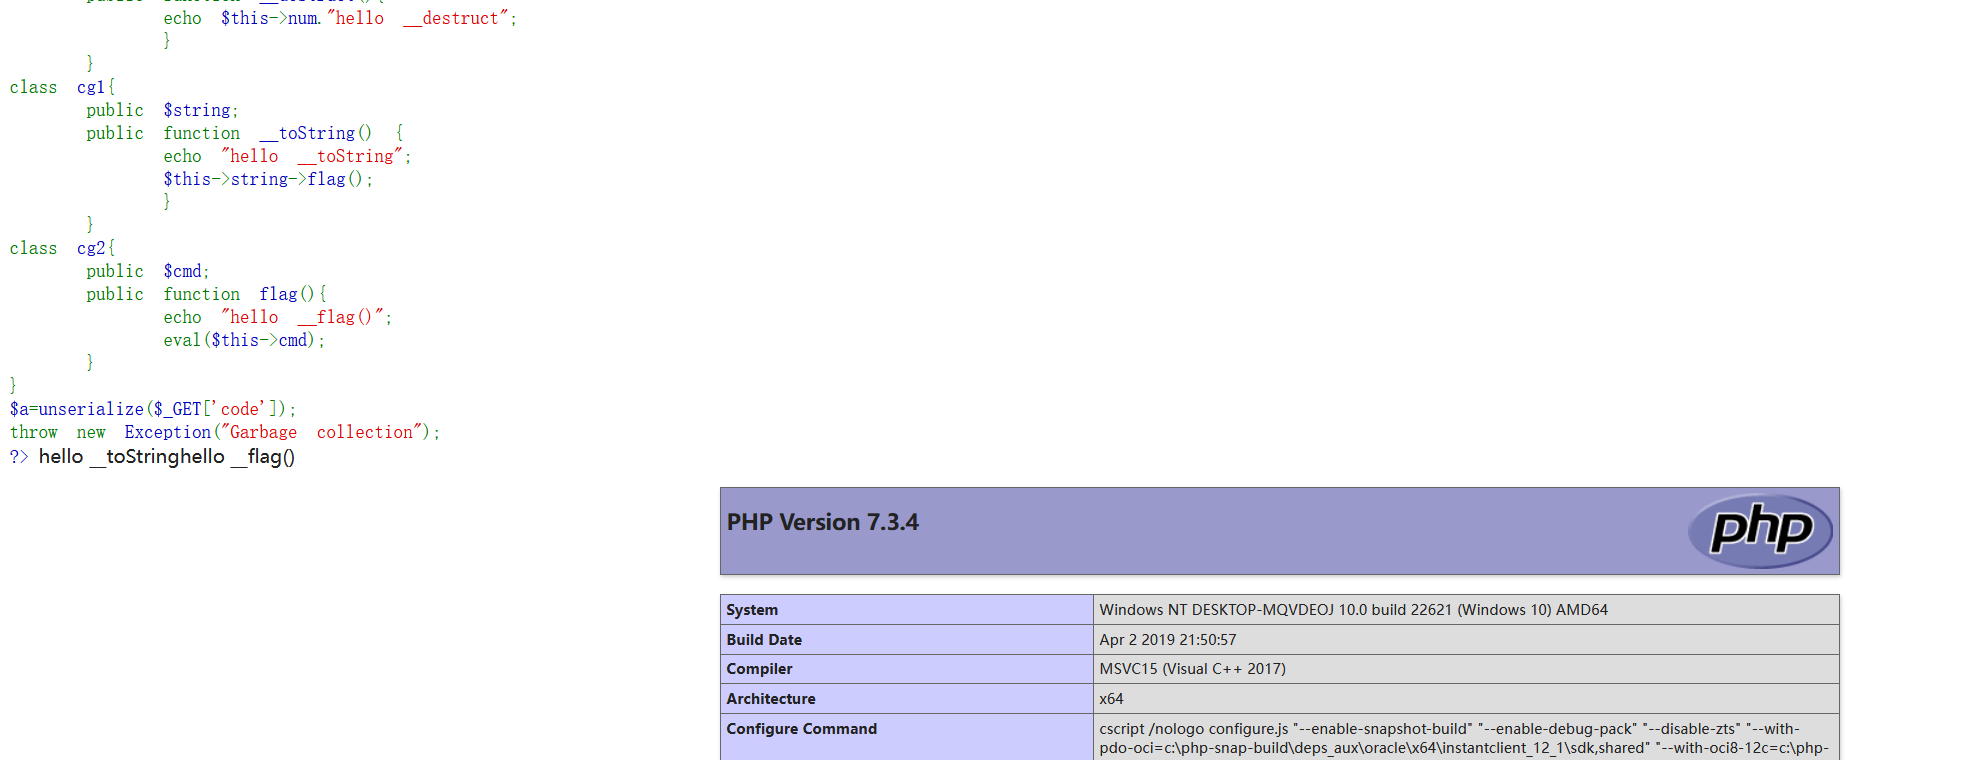 public function __destruct(){
echo $this->num."hello __destruct";
}
}
class cg1{
public $string;
public function __toString() {
echo "hello __toString";
$this->string->flag();
}
}
class cg2{
public $cmd;
public function flag(){
echo "hello __flag()";
eval($this->cmd);
}
}
$a=unserialize($_GET['code']);
throw new Exception("Garbage collection");
?> hello __toStringhello __flag()
PHP Version 7.3.4
php
System Windows NT DESKTOP-MQVDEOJ 10.0 build 22621 (Windows 10) AMD64
Build Date Apr 2 2019 21:50:57
Compiler MSVC15 (Visual C++ 2017)
Architecture x64
Configure Command cscript /nologo configure.js "--enable-snapshot-build" "--enable-debug-pack" "--disable-zts" "--with-
pdo-oci=c:\php-snap-build\deps_aux\oracle\x64\instantclient_12_1\sdk,shared" "--with-oci8-12c=c:\php-